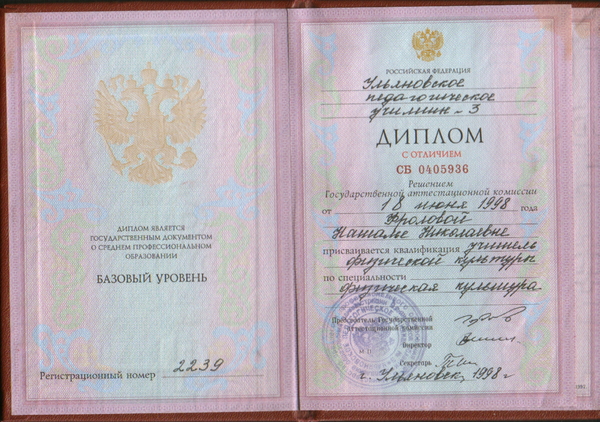 ДИПЛОМ ЯВЛЯЕТСЯ
ГОСУДАРСТВЕННЫМ ДОКУМЕНТОМ
О СРЕДНЕМ ПРОФЕССИОНАЛЬНОМ
ОБРАЗОВАНИИ
БАЗОВЫЙ УРОВЕНЬ
Регистрационный номер 2239
РОССИЙСКАЯ ФЕДЕРАЦИЯ
Ульяновское
педагогическое
училище №3
ДИПЛОМ
С ОТЛИЧИЕМ
СБ 0405936
Решением
Государственной аттестационной комиссии
от 18 июня 1998 года
Фроловой
Наталье Николаевне
присваивается квалификация учитель
физической культуры
по специальности
физическая культура
Председатель Государственной
аттестационной комиссии
Директор
Секретарь
г. Ульяновск, 1998 г